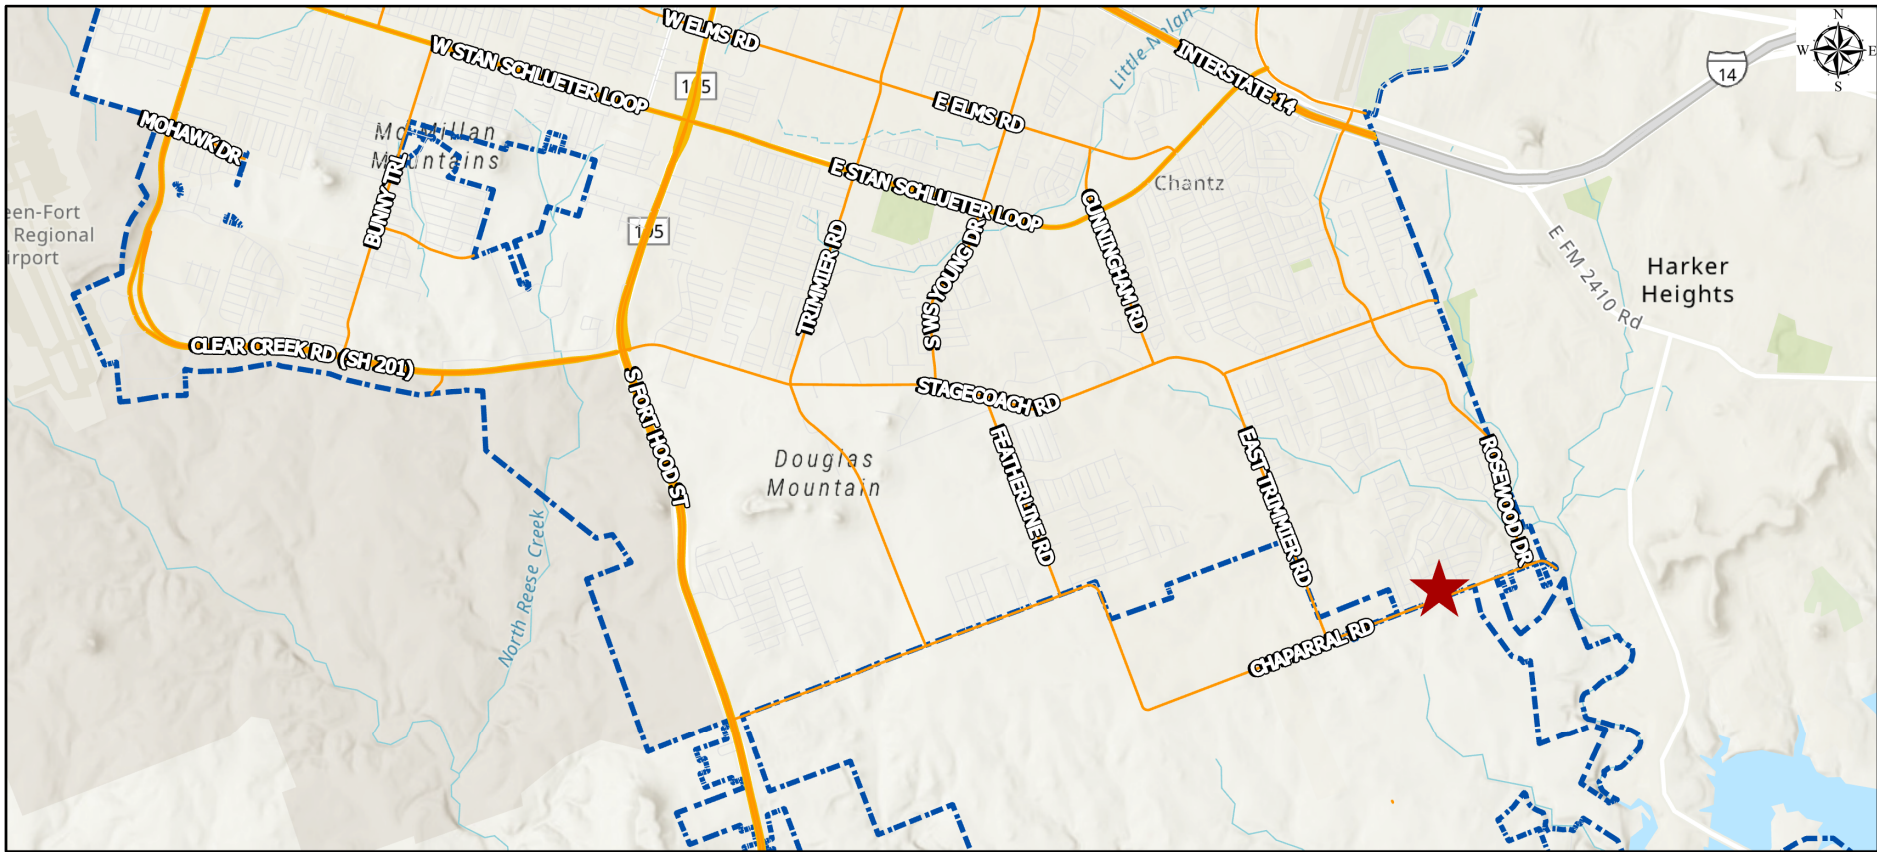 W ELMS RD
W STAN SCHLUETER LOOP
195
INTERSTATE 14
Little Nolan
N
W
E
S
14
MOHAWK DR
McMillan
Mountains
E ELMS RD
E STAN SCHLUETER LOOP
Chantz
BUNNY TRL
een-Fort
Regional
irport
195
TRIMMIER RD
S WS YOUNG DR
CUNNINGHAM RD
E FM 2410 Rd
Harker
Heights
CLEAR CREEK RD (SH 201)
S FORT HOOD ST
STAGECOACH RD
Douglas
Mountain
FEATHERLINE RD
EAST TRIMMIER RD
ROSEWOOD DR
North Reese Creek
CHAPARRAL RD